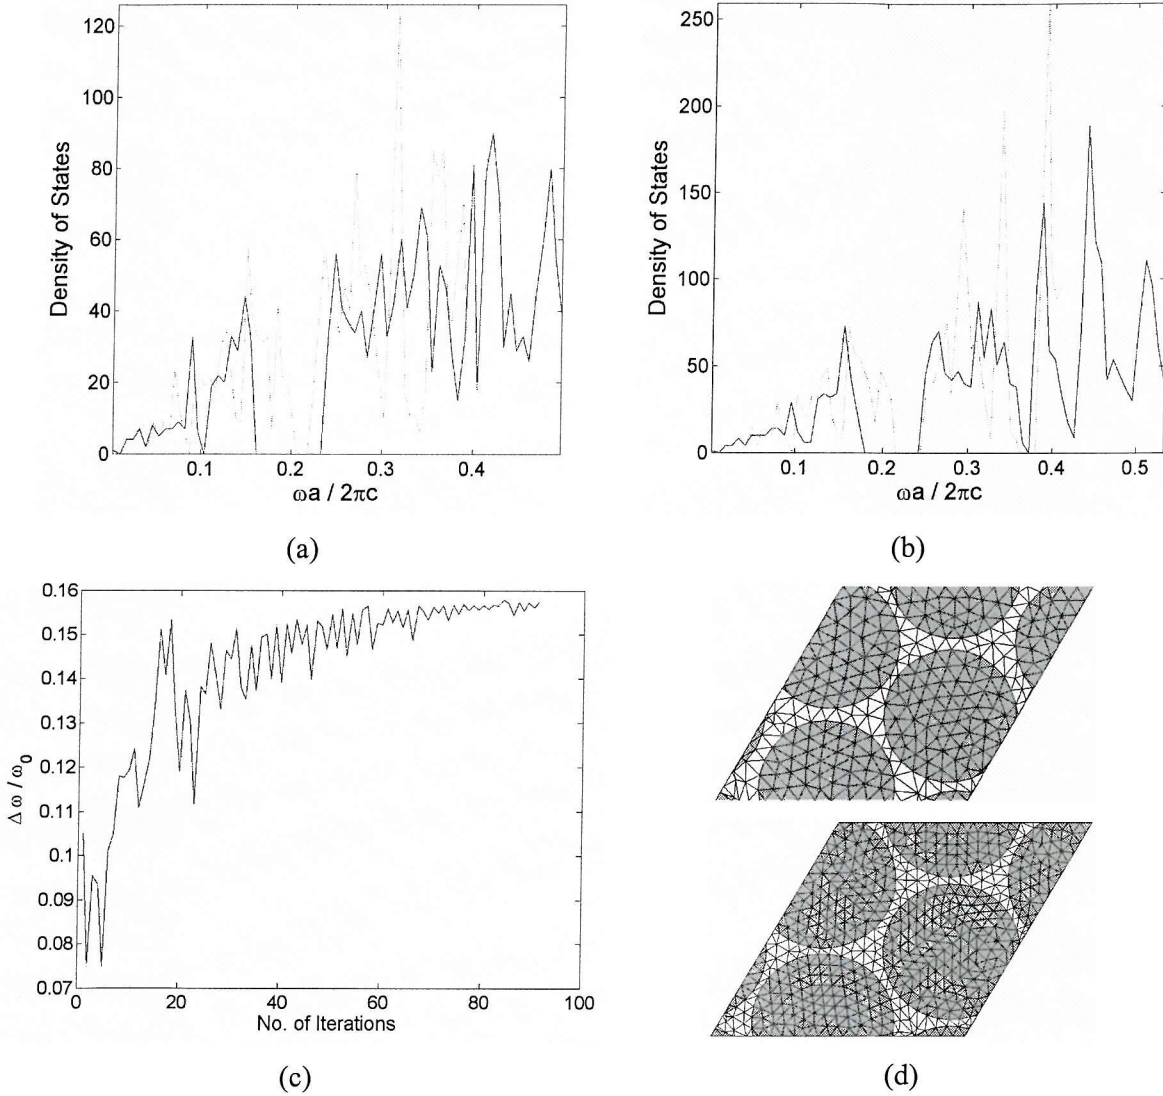 120
100
80
60
40
20
0
Density of States
0.1 0.2 0.3 0.4
ωa / 2πc
(a)
250
200
150
100
50
0
Density of States
0.1 0.2 0.3 0.4 0.5
ωa / 2πc
(b)
0.16
0.15
0.14
0.13
0.12
0.11
0.1
0.09
0.08
0.07
Δ ω / ω0
0 20 40 60 80 100
No. of Iterations
(c)
(d)